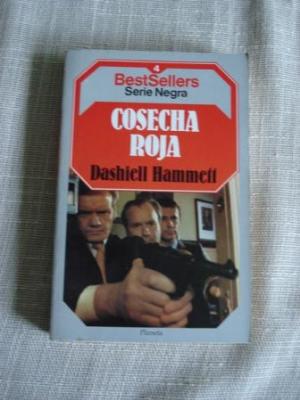 4
BestSellers
Serie Negra
COSECHA
ROJA
Dashiell Hammett
Planeta